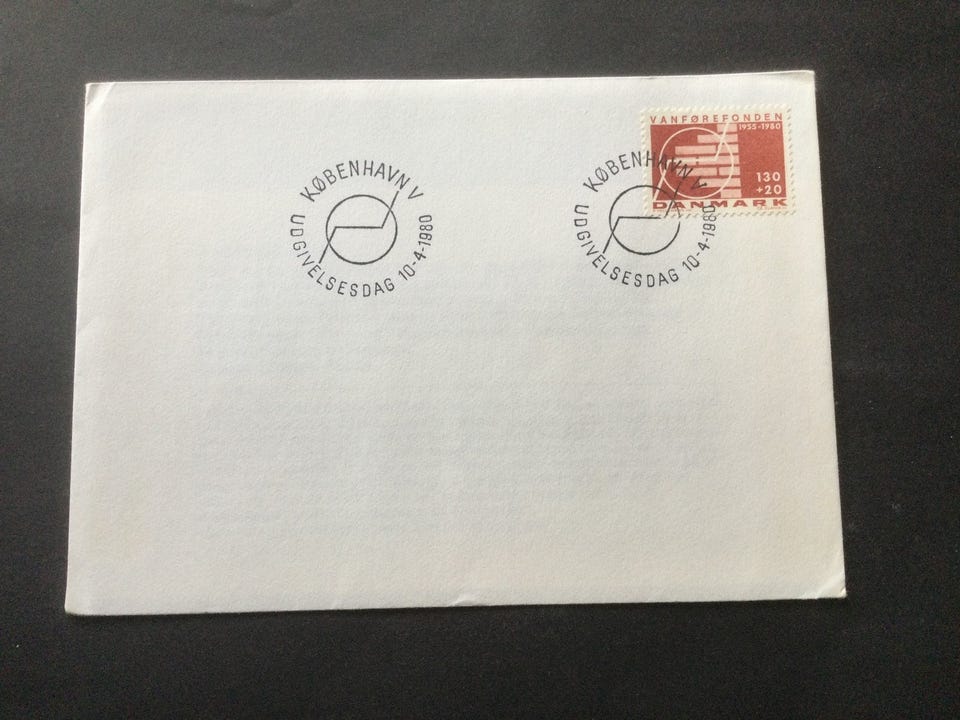 KØBENHAVN V
UDGIVELSESDAG 10-4-1980
KØBENHAVN V
UDGIVELSESDAG 10-4-1980
VANFØREFONDEN
1955-1980
130
+20
DANMARK